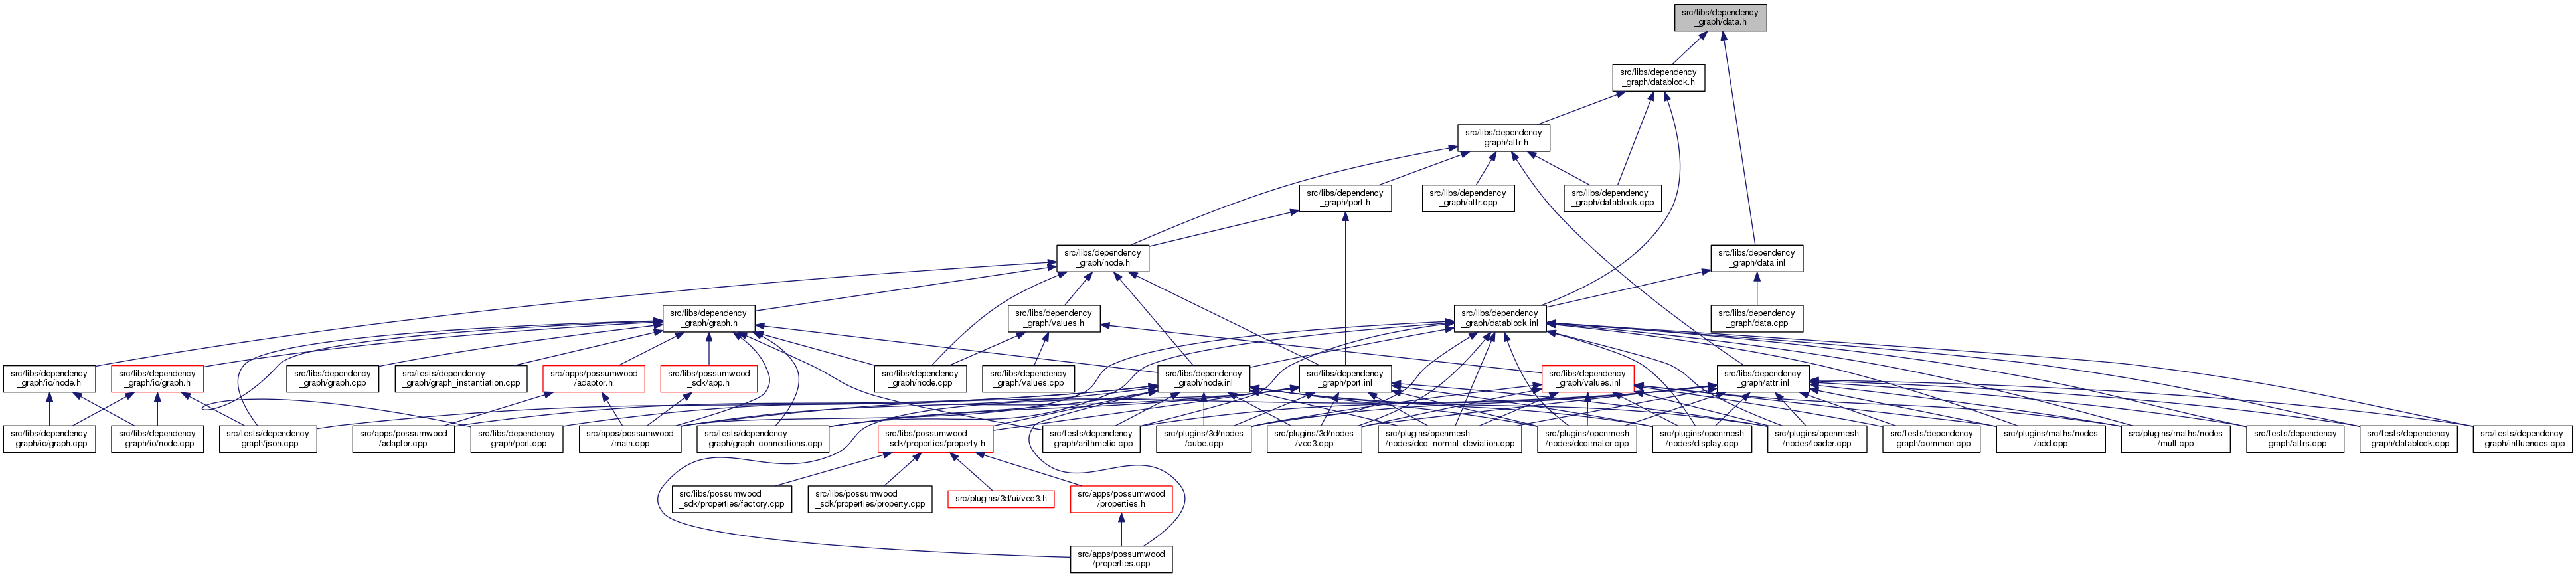 src/libs/dependency
_graph/data.h
src/libs/dependency
_graph/datablock.h
src/libs/dependency
_graph/attr.h
src/libs/dependency
_graph/port.h
src/libs/dependency
_graph/attr.cpp
src/libs/dependency
_graph/datablock.cpp
src/libs/dependency
_graph/node.h
src/libs/dependency
_graph/data.inl
src/libs/dependency
_graph/graph.h
src/libs/dependency
_graph/values.h
src/libs/dependency
_graph/datablock.inl
src/libs/dependency
_graph/data.cpp
src/libs/dependency
_graph/io/node.h
src/libs/dependency
_graph/io/graph.h
src/libs/dependency
_graph/graph.cpp
src/tests/dependency
_graph/graph_instantiation.cpp
src/apps/possumwood
/adaptor.h
src/libs/possumwood
_sdk/app.h
src/libs/dependency
_graph/node.cpp
src/libs/dependency
_graph/values.cpp
src/libs/dependency
_graph/node.inl
src/libs/dependency
_graph/port.inl
src/libs/dependency
_graph/values.inl
src/libs/dependency
_graph/attr.inl
src/libs/dependency
_graph/io/graph.cpp
src/libs/dependency
_graph/io/node.cpp
src/tests/dependency
_graph/json.cpp
src/apps/possumwood
/adaptor.cpp
src/libs/dependency
_graph/port.cpp
src/apps/possumwood
/main.cpp
src/tests/dependency
_graph/graph_connections.cpp
src/libs/possumwood
_sdk/properties/property.h
src/tests/dependency
_graph/arithmetic.cpp
src/plugins/3d/nodes
/cube.cpp
src/plugins/3d/nodes
/vec3.cpp
src/plugins/openmesh
/nodes/dec_normal_deviation.cpp
src/plugins/openmesh
/nodes/decimater.cpp
src/plugins/openmesh
/nodes/display.cpp
src/plugins/openmesh
/nodes/loader.cpp
src/tests/dependency
_graph/common.cpp
src/plugins/maths/nodes
/add.cpp
src/plugins/maths/nodes
/mult.cpp
src/tests/dependency
_graph/attrs.cpp
src/tests/dependency
_graph/datablock.cpp
src/tests/dependency
_graph/influences.cpp
src/libs/possumwood
_sdk/properties/factory.cpp
src/libs/possumwood
_sdk/properties/property.cpp
src/plugins/3d/ui/vec3.h
src/apps/possumwood
/properties.h
src/apps/possumwood
/properties.cpp